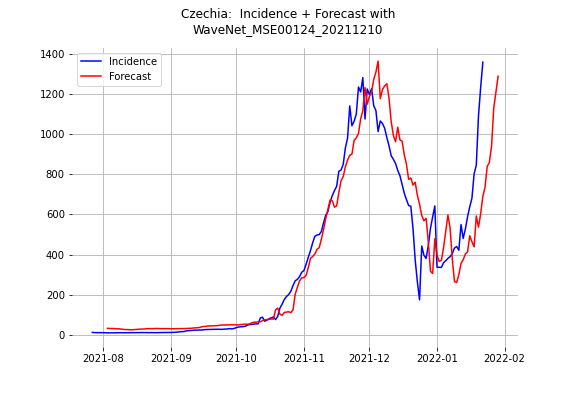 Czechia:  Incidence + Forecast with
WaveNet_MSE00124_20211210
Incidence
Forecast
1400
1200
1000
800
600
400
200
0
2021-08 2021-09 2021-10 2021-11 2021-12 2022-01 2022-02